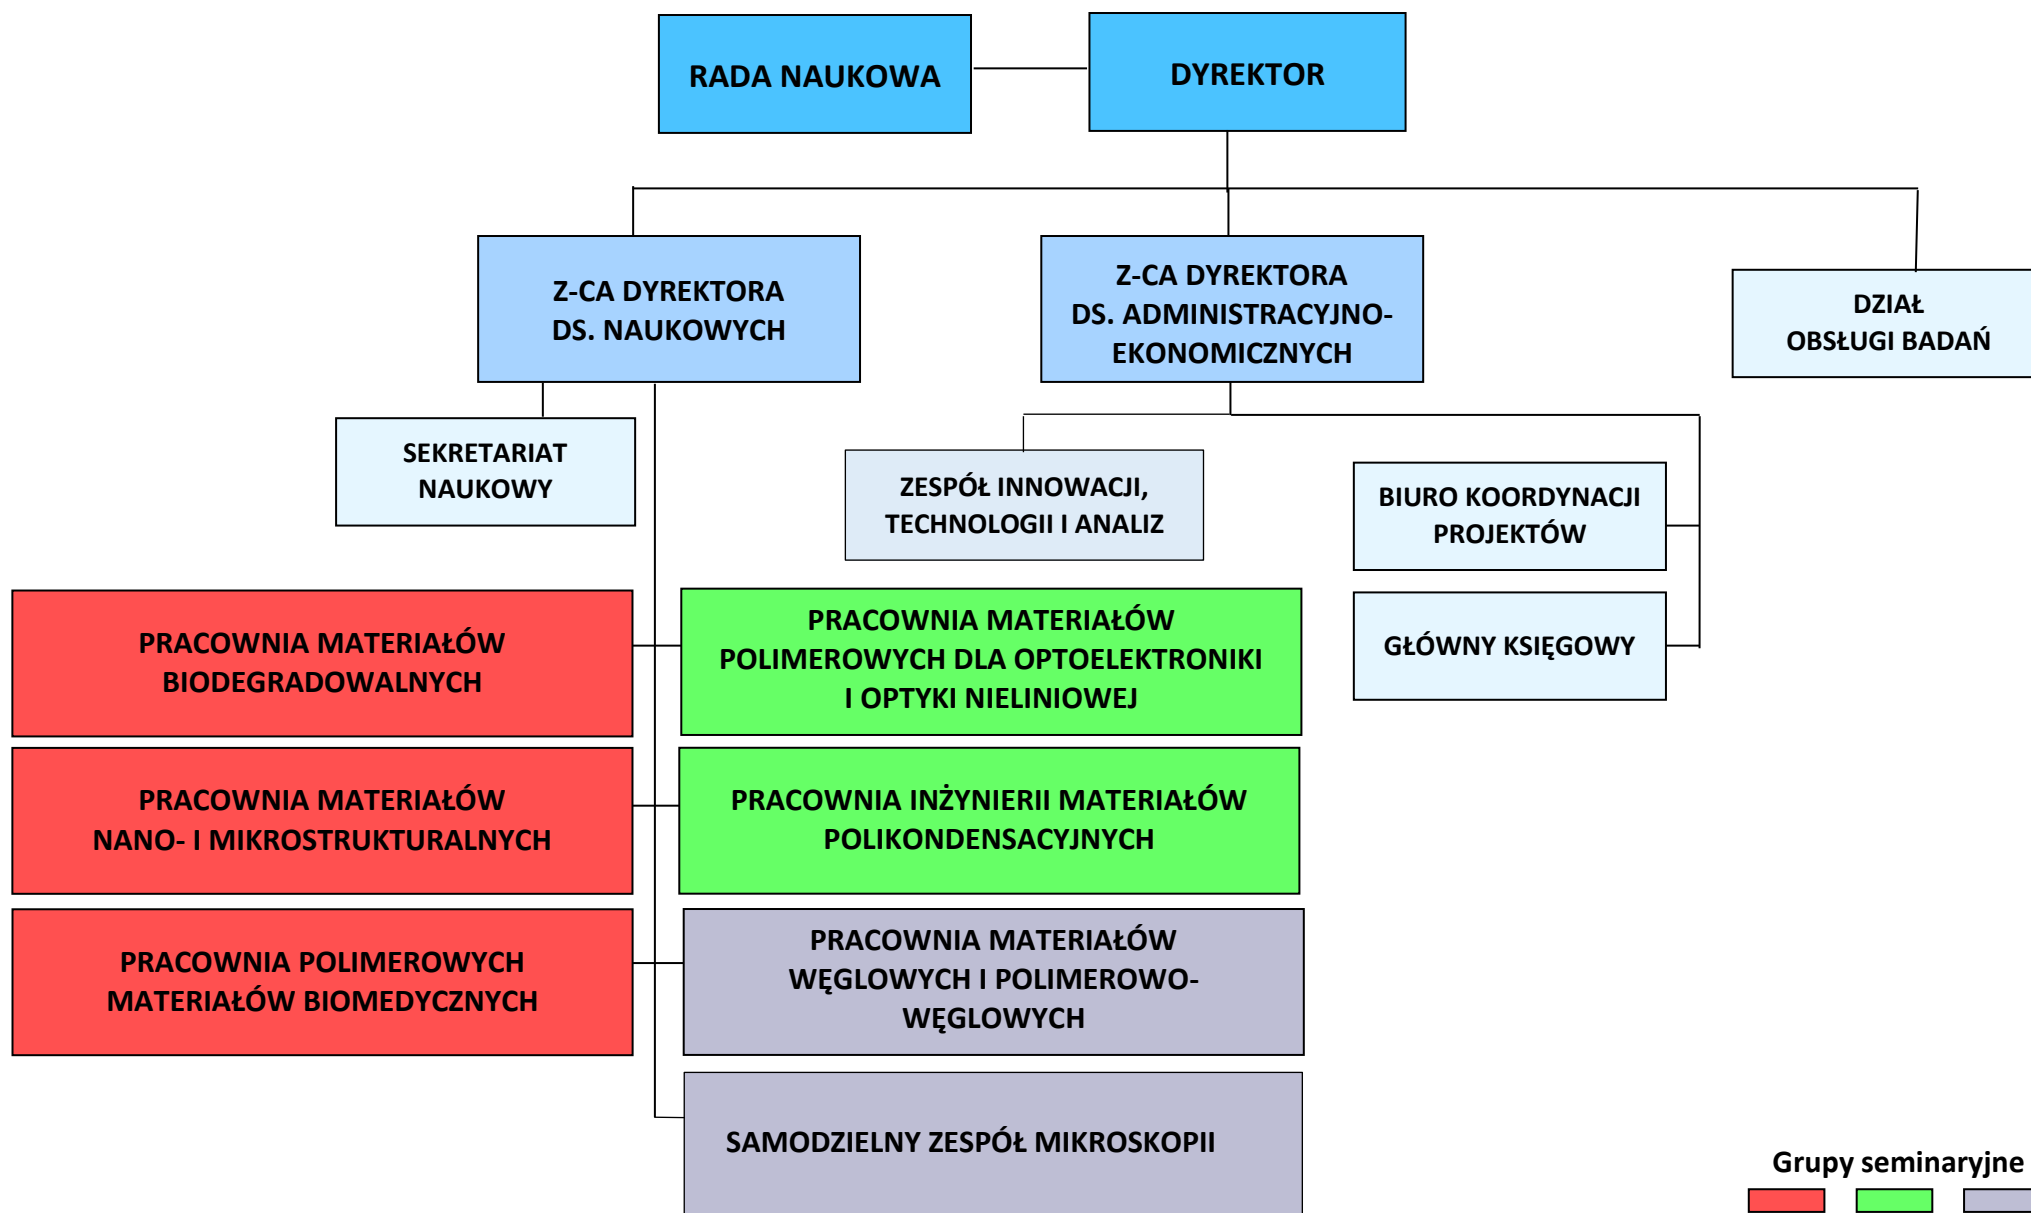 RADA NAUKOWA
DYREKTOR
Z-CA DYREKTORA
DS. NAUKOWYCH
Z-CA DYREKTORA
DS. ADMINISTRACYJNO-
EKONOMICZNYCH
DZIAŁ
OBSŁUGI BADAŃ
SEKRETARIAT
NAUKOWY
ZESPÓŁ INNOWACJI,
TECHNOLOGII I ANALIZ
BIURO KOORDYNACJI
PROJEKTÓW
GŁÓWNY KSIĘGOWY
PRACOWNIA MATERIAŁÓW
BIODEGRADOWALNYCH
PRACOWNIA MATERIAŁÓW
POLIMEROWYCH DLA OPTOELEKTRONIKI
I OPTYKI NIELINIOWEJ
PRACOWNIA MATERIAŁÓW
NANO- I MIKROSTRUKTURALNYCH
PRACOWNIA INŻYNIERII MATERIAŁÓW
POLIKONDENSACYJNYCH
PRACOWNIA POLIMEROWYCH
MATERIAŁÓW BIOMEDYCZNYCH
PRACOWNIA MATERIAŁÓW
WĘGLOWYCH I POLIMEROWO-
WĘGLOWYCH
SAMODZIELNY ZESPÓŁ MIKROSKOPII
Grupy seminaryjne